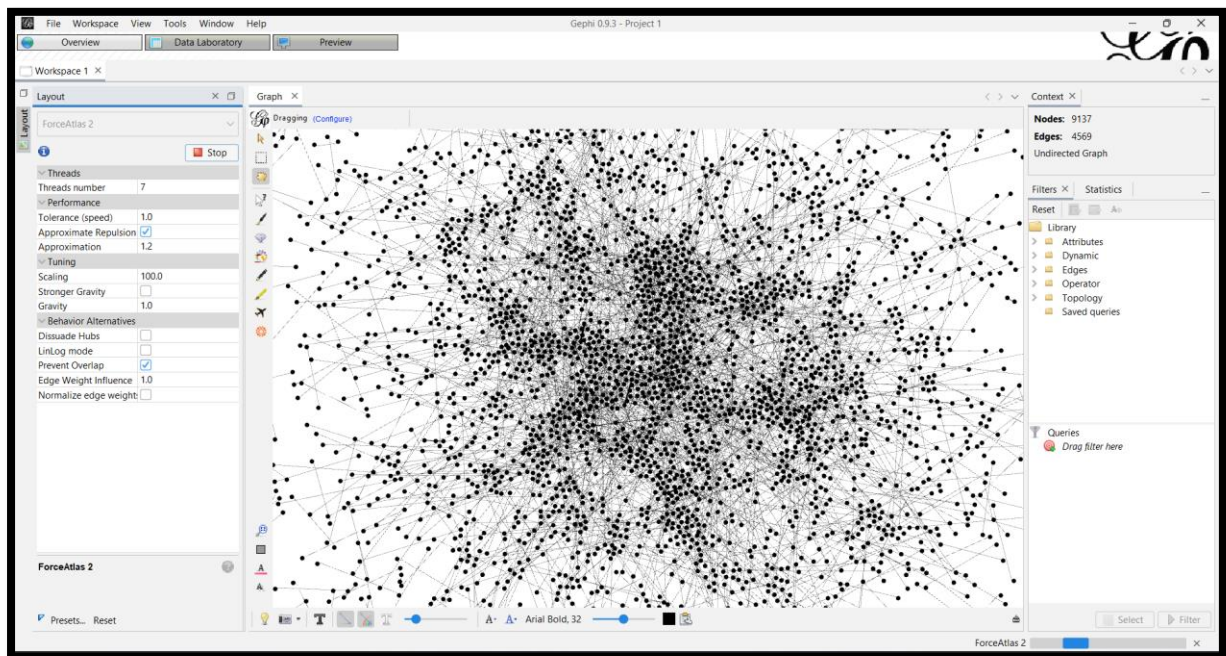 File Workspace View Tools Window Help
Gephi 0.9.3 - Project 1
Overview
Data Laboratory
Preview
Workspace 1
Layout
Layout
ForceAtlas 2
Stop
Threads
Threads number 7
Performance
Tolerance (speed) 1.0
Approximate Repulsion
Approximation 1.2
Tuning
Scaling 100.0
Stronger Gravity
Gravity 1.0
Behavior Alternatives
Dissuade Hubs
LinLog mode
Prevent Overlap
Edge Weight Influence 1.0
Normalize edge weight:
ForceAtlas 2
Presets... Reset
Graph
Dragging (Configure)
A- A- Arial Bold, 32
Context
Nodes: 9137
Edges: 4569
Undirected Graph
Filters Statistics
Reset
Library
Attributes
Dynamic
Edges
Operator
Topology
Saved queries
Queries
Drag filter here
Select Filter
ForceAtlas 2